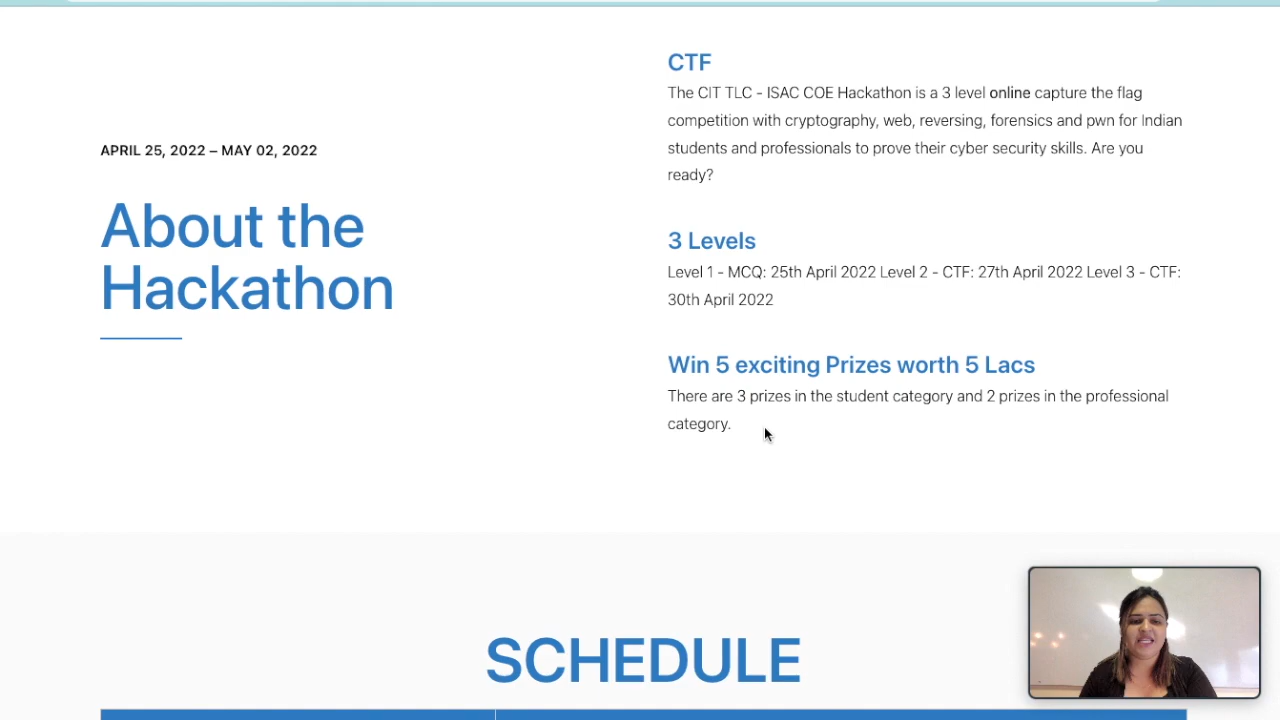 APRIL 25, 2022 – MAY 02, 2022
About the
Hackathon
CTF
The CIT TLC - ISAC COE Hackathon is a 3 level online capture the flag
competition with cryptography, web, reversing, forensics and pwn for Indian
students and professionals to prove their cyber security skills. Are you
ready?
3 Levels
Level 1 - MCQ: 25th April 2022 Level 2 - CTF: 27th April 2022 Level 3 - CTF:
30th April 2022
Win 5 exciting Prizes worth 5 Lacs
There are 3 prizes in the student category and 2 prizes in the professional
category.
SCHEDULE